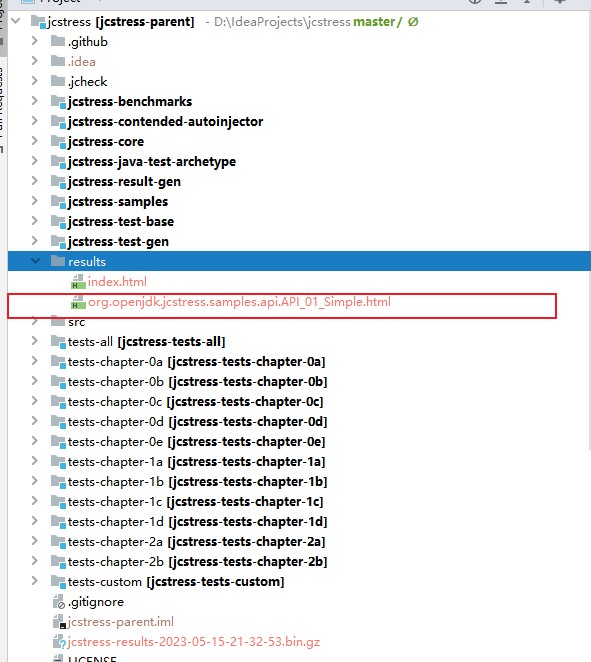 Project
jcstress [jcstress-parent] - D:\IdeaProjects\jcstress master / Ø
.github
.idea
.jcheck
jcstress-benchmarks
jcstress-contended-autoinjector
jcstress-core
jcstress-java-test-archetype
jcstress-result-gen
jcstress-samples
jcstress-test-base
jcstress-test-gen
results
index.html
org.openjdk.jcstress.samples.api.API_01_Simple.html
src
tests-all [jcstress-tests-all]
tests-chapter-0a [jcstress-tests-chapter-0a]
tests-chapter-0b [jcstress-tests-chapter-0b]
tests-chapter-0c [jcstress-tests-chapter-0c]
tests-chapter-0d [jcstress-tests-chapter-0d]
tests-chapter-0e [jcstress-tests-chapter-0e]
tests-chapter-1a [jcstress-tests-chapter-1a]
tests-chapter-1b [jcstress-tests-chapter-1b]
tests-chapter-1c [jcstress-tests-chapter-1c]
tests-chapter-1d [jcstress-tests-chapter-1d]
tests-chapter-2a [jcstress-tests-chapter-2a]
tests-chapter-2b [jcstress-tests-chapter-2b]
tests-custom [jcstress-tests-custom]
.gitignore
jcstress-parent.iml
jcstress-results-2023-05-15-21-32-53.bin.gz
LICENSE